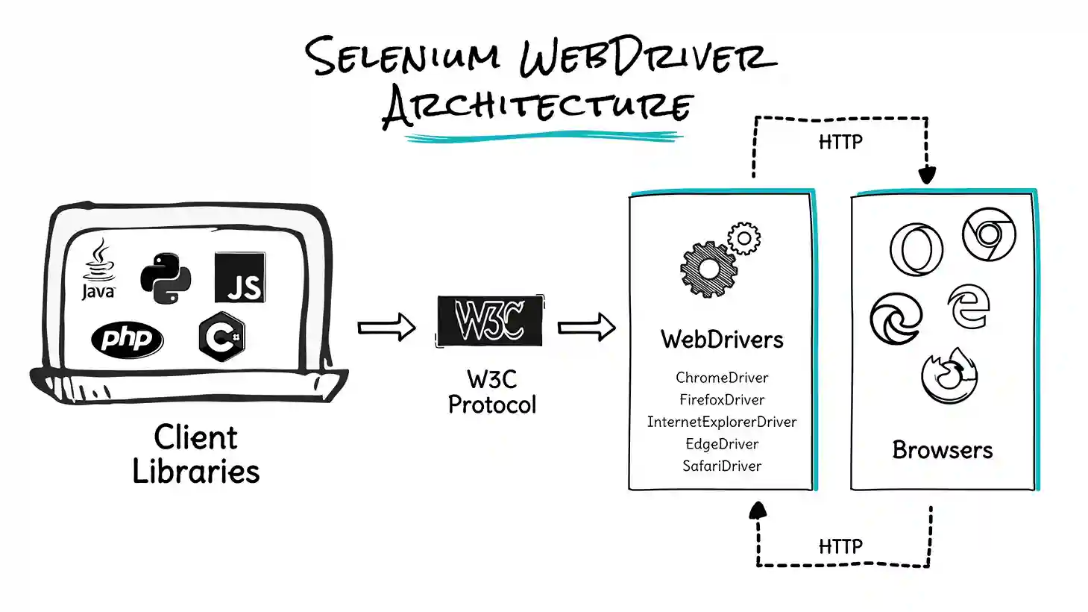 SELENIUM WEBDRIVER
ARCHITECTURE
HTTP
Java
JS
php
C#
W3C
W3C
Protocol
Client
Libraries
WebDrivers
ChromeDriver
FirefoxDriver
InternetExplorerDriver
EdgeDriver
SafariDriver
Browsers
HTTP